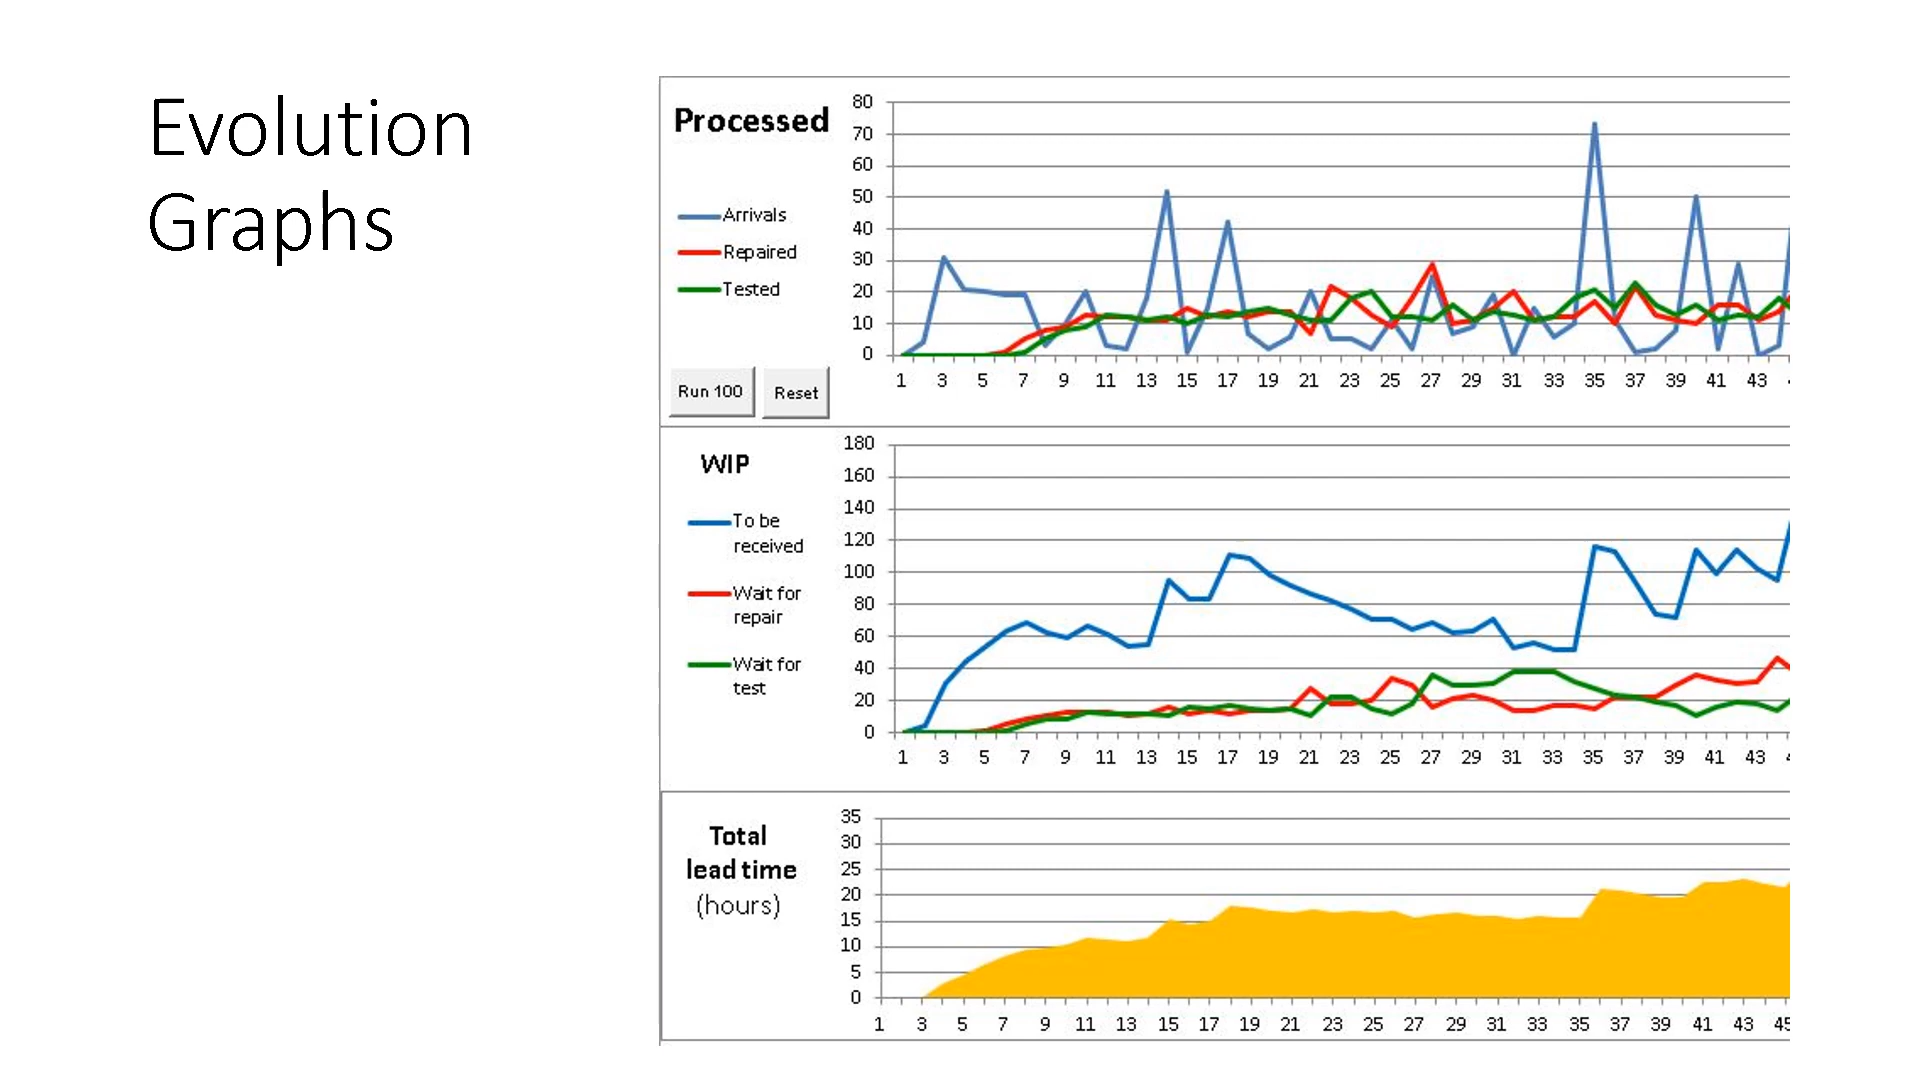 Evolution
Graphs
Processed
80
70
60
50
40
30
20
10
0
Arrivals
Repaired
Tested
Run 100
Reset
1 3 5 7 9 11 13 15 17 19 21 23 25 27 29 31 33 35 37 39 41 43
WIP
180
160
140
120
100
80
60
40
20
0
To be
received
Wait for
repair
Wait for
test
1 3 5 7 9 11 13 15 17 19 21 23 25 27 29 31 33 35 37 39 41 43
Total
lead time
(hours)
35
30
25
20
15
10
5
0
1 3 5 7 9 11 13 15 17 19 21 23 25 27 29 31 33 35 37 39 41 43 45